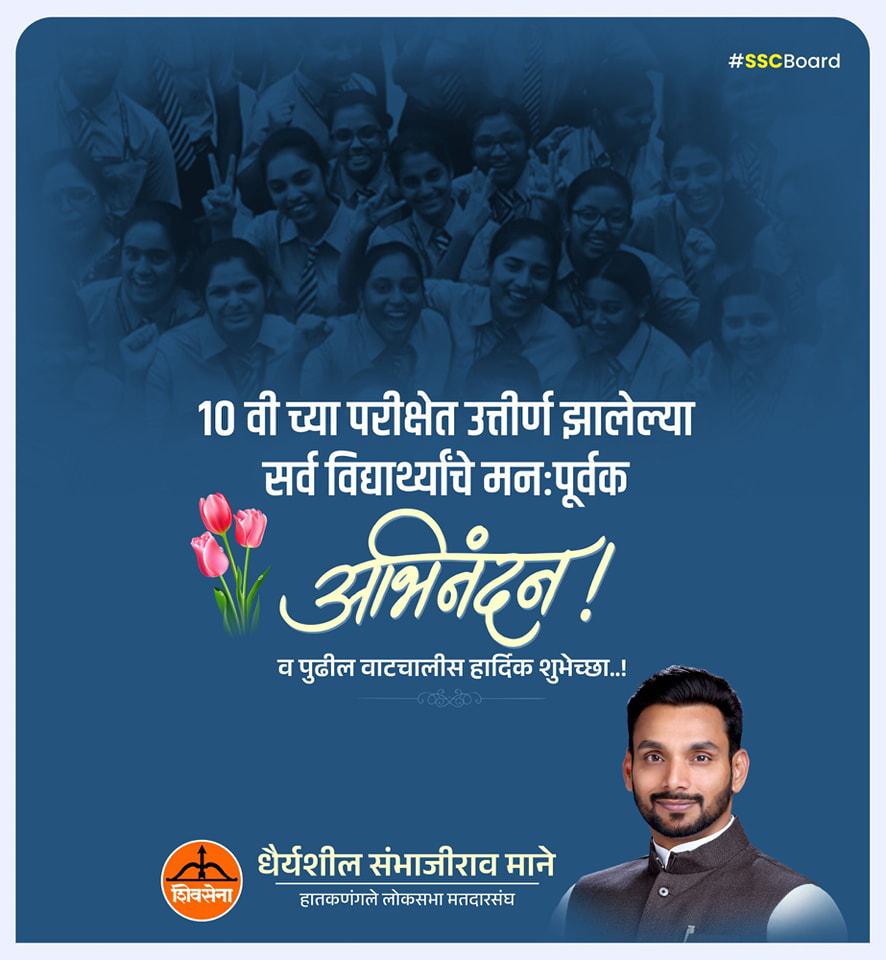 #SSCBoard
10 वी च्या परीक्षेत उत्तीर्ण झालेल्या
सर्व विद्यार्थ्यांचे मन:पूर्वक
अभिनंदन!
व पुढील वाटचालीस हार्दिक शुभेच्छा..!
शिवसेना
धैर्यशील संभाजीराव माने
हातकणंगले लोकसभा मतदारसंघ